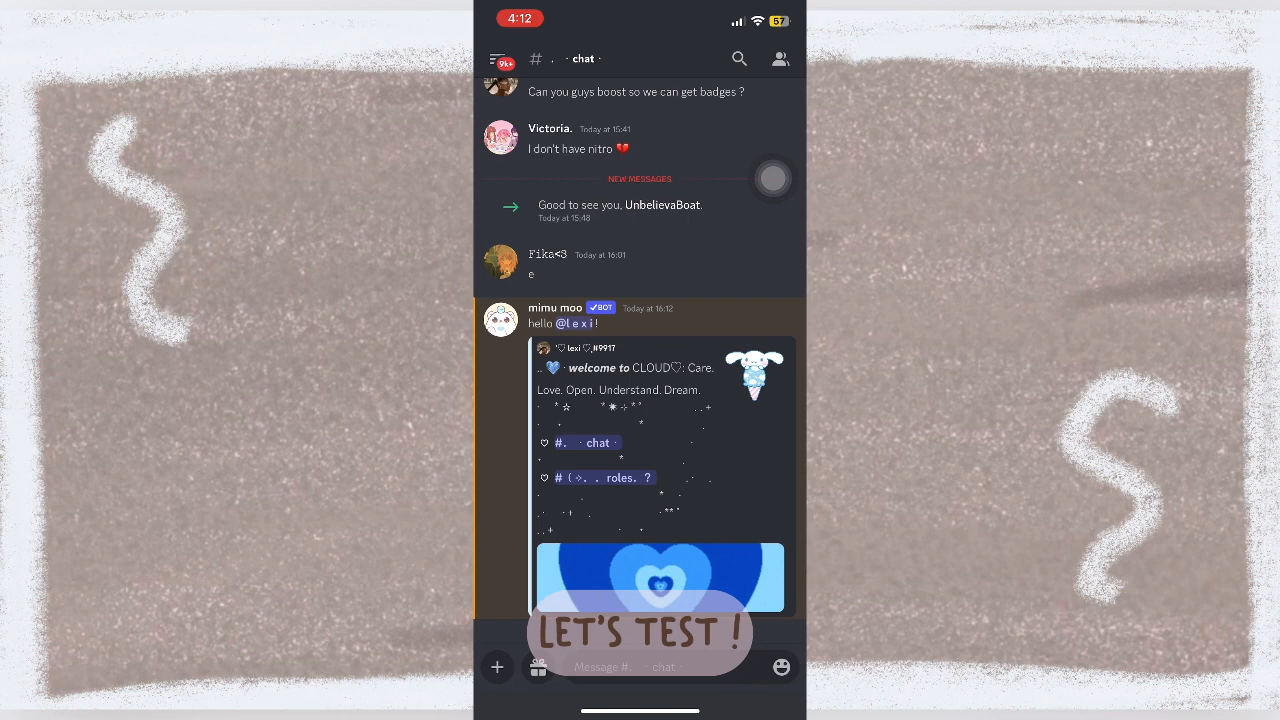 4:12
57
9k+
# . · chat ·
Can you guys boost so we can get badges ?
Victoria. Today at 15:41
I don't have nitro 💔
NEW MESSAGES
Good to see you, UnbelievaBoat.
Today at 15:48
Fika<3 Today at 16:01
e
mimu moo ✓BOT Today at 16:12
hello @l e x i !
'♡ lexi ♡,#9917
.. 💙 · welcome to CLOUD♡: Care.
Love. Open. Understand. Dream.
♡ #. · chat ·
♡ # ( ✧. . roles. ?
LET'S TEST !
Message #. · chat ·